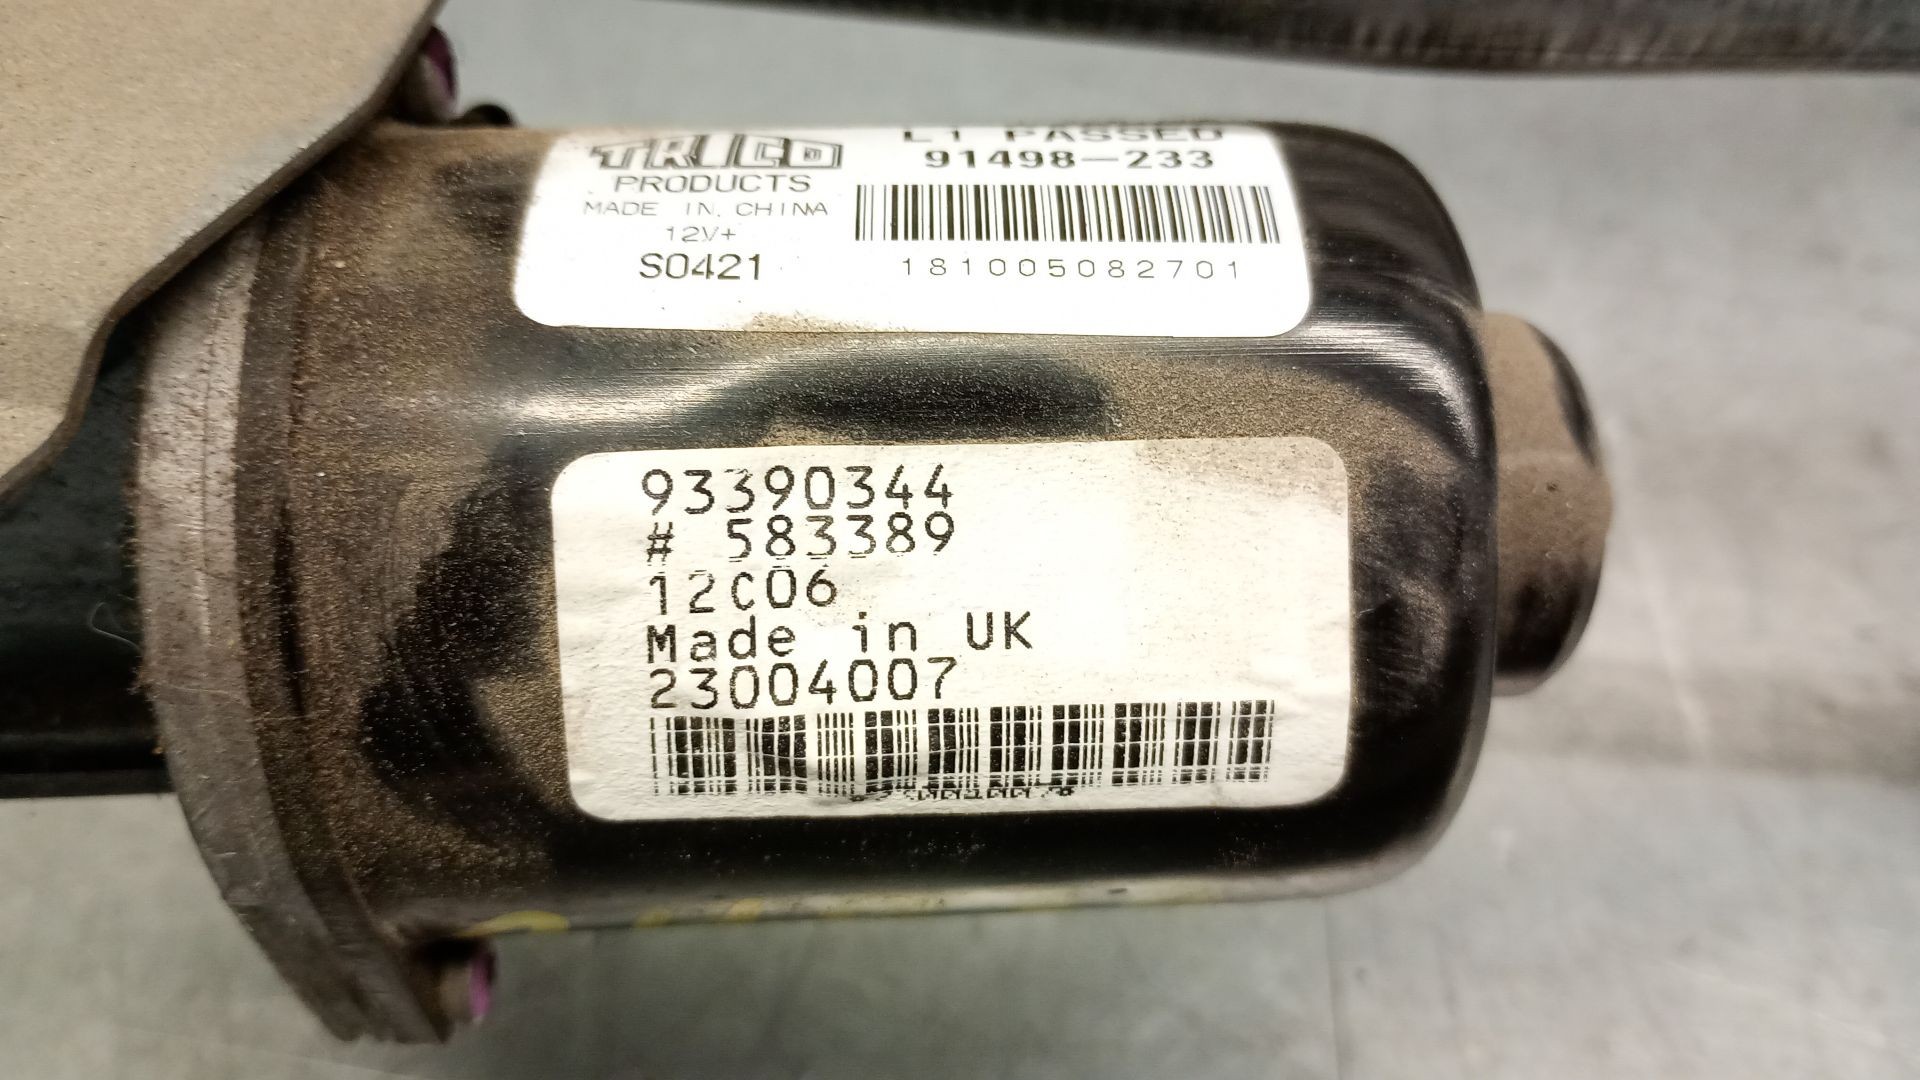 TRICO
PRODUCTS
MADE IN CHINA
12V+
S0421
L1 PASSED
91498-233
181005082701
93390344
# 583389
12C06
Made in UK
23004007